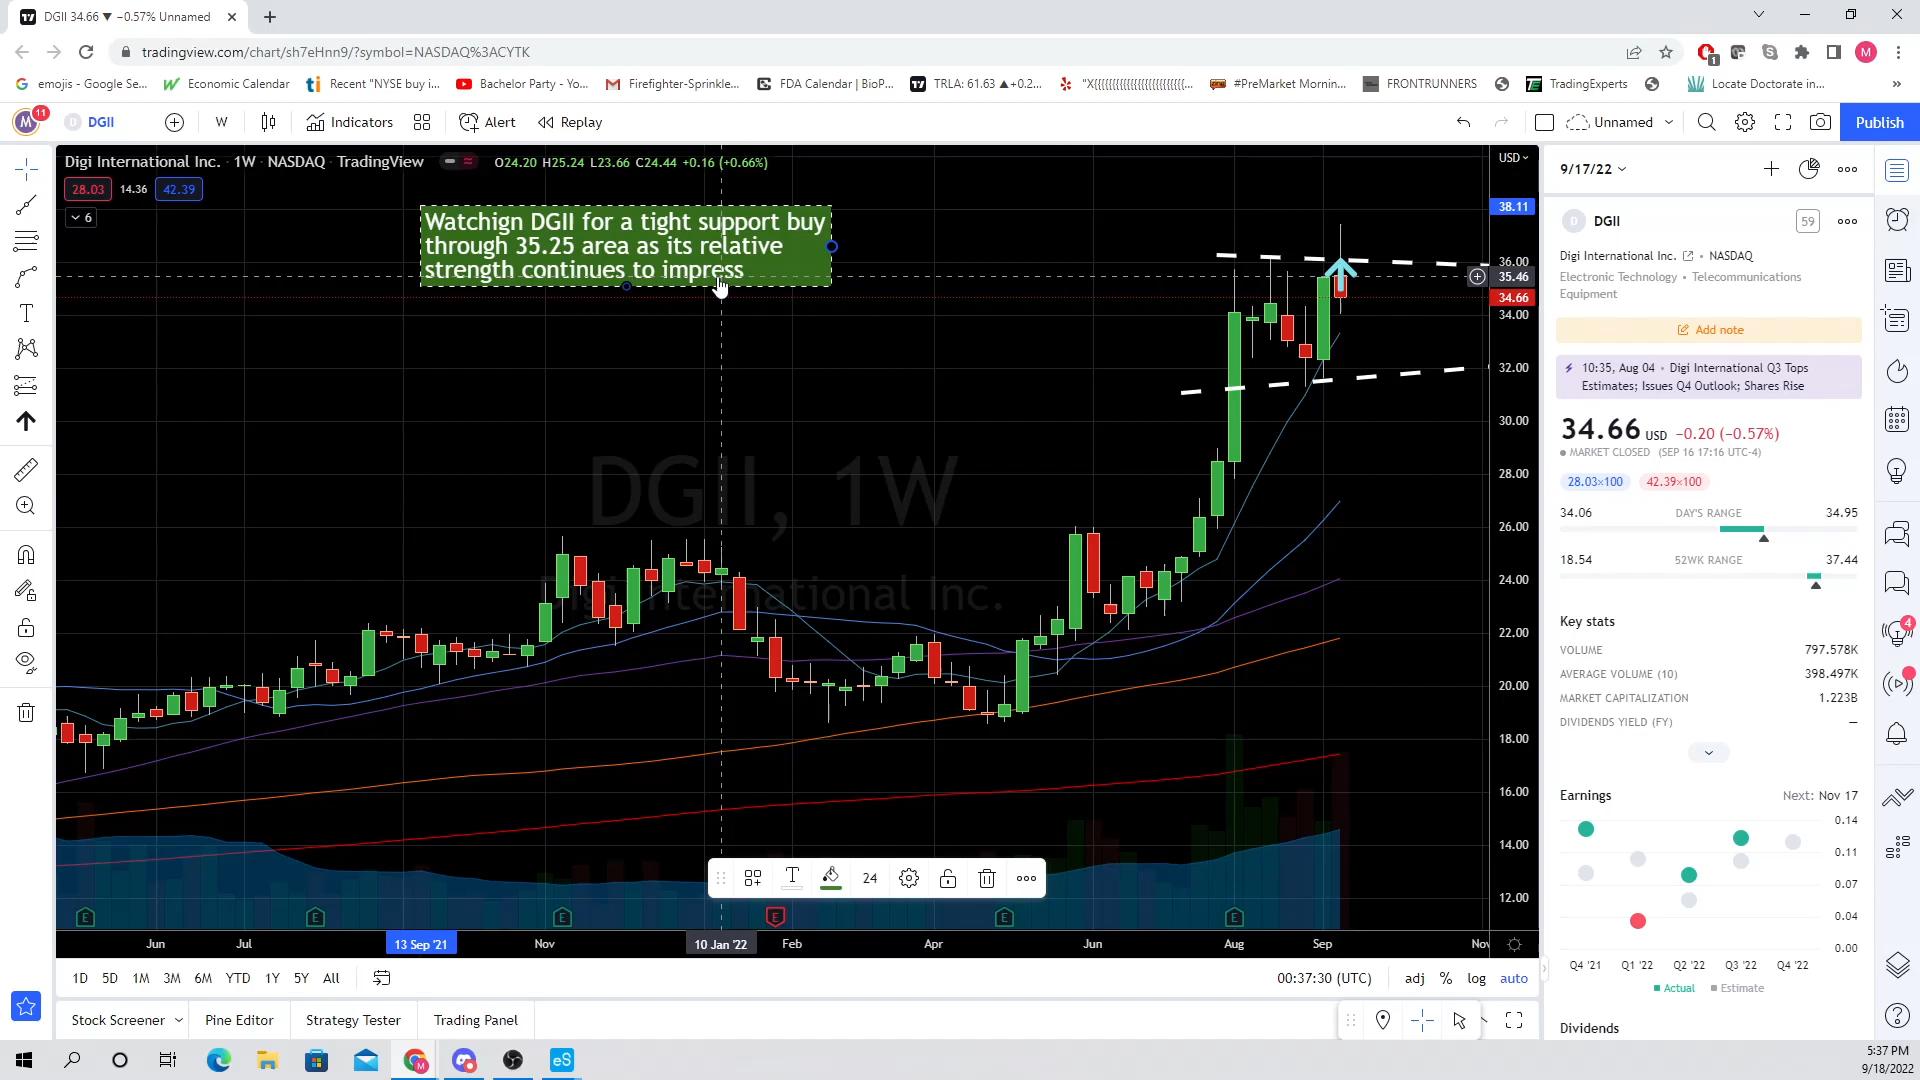 DGII 34.66 ▼ −0.57% Unnamed
tradingview.com/chart/sh7eHnn9/?symbol=NASDAQ%3ACYTK
1
M
emojis - Google Se...
Economic Calendar
Recent "NYSE buy i...
Bachelor Party - Yo...
Firefighter-Sprinkle...
FDA Calendar | BioP...
TRLA: 61.63 ▲+0.2...
"X{{{{{{{{{{{{{{{{{{{{{{{{{...
#PreMarket Mornin...
FRONTRUNNERS
TradingExperts
Locate Doctorate in...
»
M
11
D
DGII
W
Indicators
Alert
Replay
Unnamed
Publish
Digi International Inc. · 1W · NASDAQ · TradingView
O24.20 H25.24 L23.66 C24.44 +0.16 (+0.66%)
28.03
14.36
42.39
6
Watchign DGII for a tight support buy
through 35.25 area as its relative
strength continues to impress
DGII, 1W
Digi International Inc.
USD
38.11
36.00
35.46
34.66
34.00
32.00
30.00
28.00
26.00
24.00
22.00
20.00
18.00
16.00
14.00
12.00
24
E
E
E
E
E
E
Jun
Jul
13 Sep '21
Nov
10 Jan '22
Feb
Apr
Jun
Aug
Sep
Nov
1D
5D
1M
3M
6M
YTD
1Y
5Y
All
00:37:30 (UTC)
adj
%
log
auto
Stock Screener
Pine Editor
Strategy Tester
Trading Panel
9/17/22
D
DGII
59
Digi International Inc. • NASDAQ
Electronic Technology • Telecommunications
Equipment
Add note
10:35, Aug 04 • Digi International Q3 Tops
Estimates; Issues Q4 Outlook; Shares Rise
34.66 USD −0.20 (−0.57%)
MARKET CLOSED (SEP 16 17:16 UTC-4)
28.03×100
42.39×100
34.06 DAY'S RANGE 34.95
18.54 52WK RANGE 37.44
Key stats
VOLUME 797.578K
AVERAGE VOLUME (10) 398.497K
MARKET CAPITALIZATION 1.223B
DIVIDENDS YIELD (FY) —
Earnings
Next: Nov 17
0.14
0.11
0.07
0.04
0.00
Q4 '21
Q1 '22
Q2 '22
Q3 '22
Q4 '22
Actual
Estimate
Dividends
4
eS
5:37 PM
9/18/2022